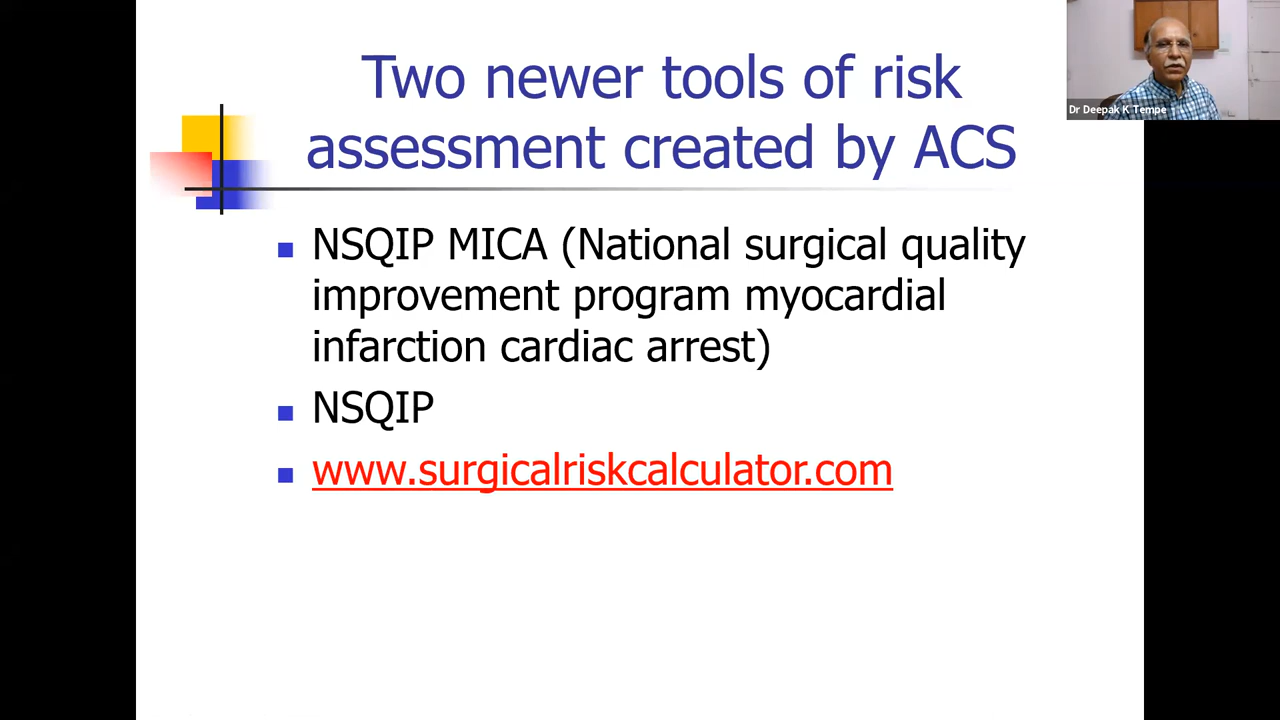 Two newer tools of risk
assessment created by ACS
Dr Deepak K Tempe
NSQIP MICA (National surgical quality
improvement program myocardial
infarction cardiac arrest)
NSQIP
www.surgicalriskcalculator.com